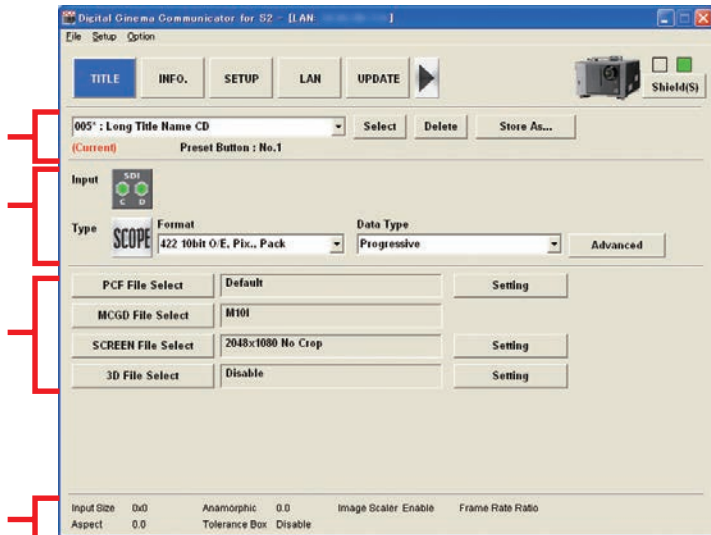 Digital Cinema Communicator for S2 - [LAN ]
File Setup Option
TITLE INFO. SETUP LAN UPDATE Shield(S)
005* : Long Title Name CD Select Delete Store As...
(Current) Preset Button : No.1
Input SDI C D
Type SCOPE Format Data Type
422 10bit O/E, Pix., Pack Progressive Advanced
PCF File Select Default Setting
MCGD File Select M10I
SCREEN File Select 2048x1080 No Crop Setting
3D File Select Disable Setting
Input Size 0x0 Anamorphic 0.0 Image Scaler Enable Frame Rate Ratio
Aspect 0.0 Tolerance Box Disable